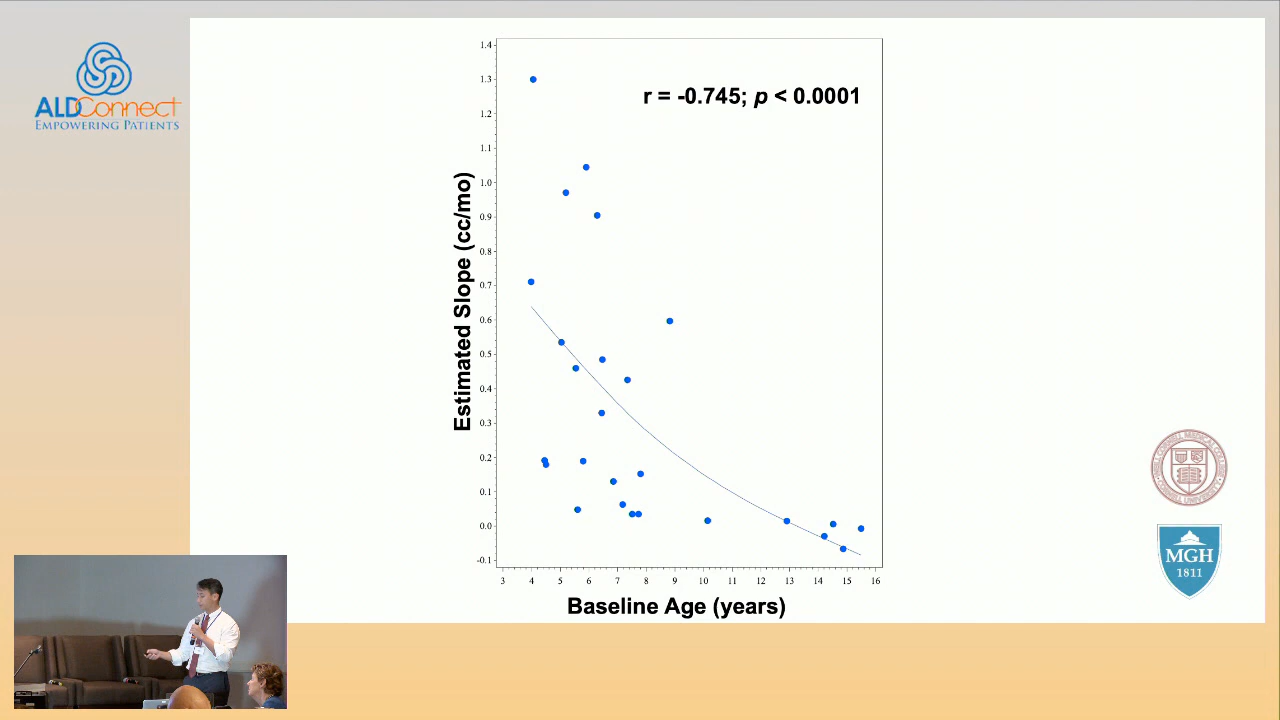 ALDConnect
EMPOWERING PATIENTS
r = -0.745; p < 0.0001
Estimated Slope (cc/mo)
1.4
1.3
1.2
1.1
1.0
0.9
0.8
0.7
0.6
0.5
0.4
0.3
0.2
0.1
0.0
-0.1
3 4 5 6 7 8 9 10 11 12 13 14 15 16
Baseline Age (years)
MGH
1811